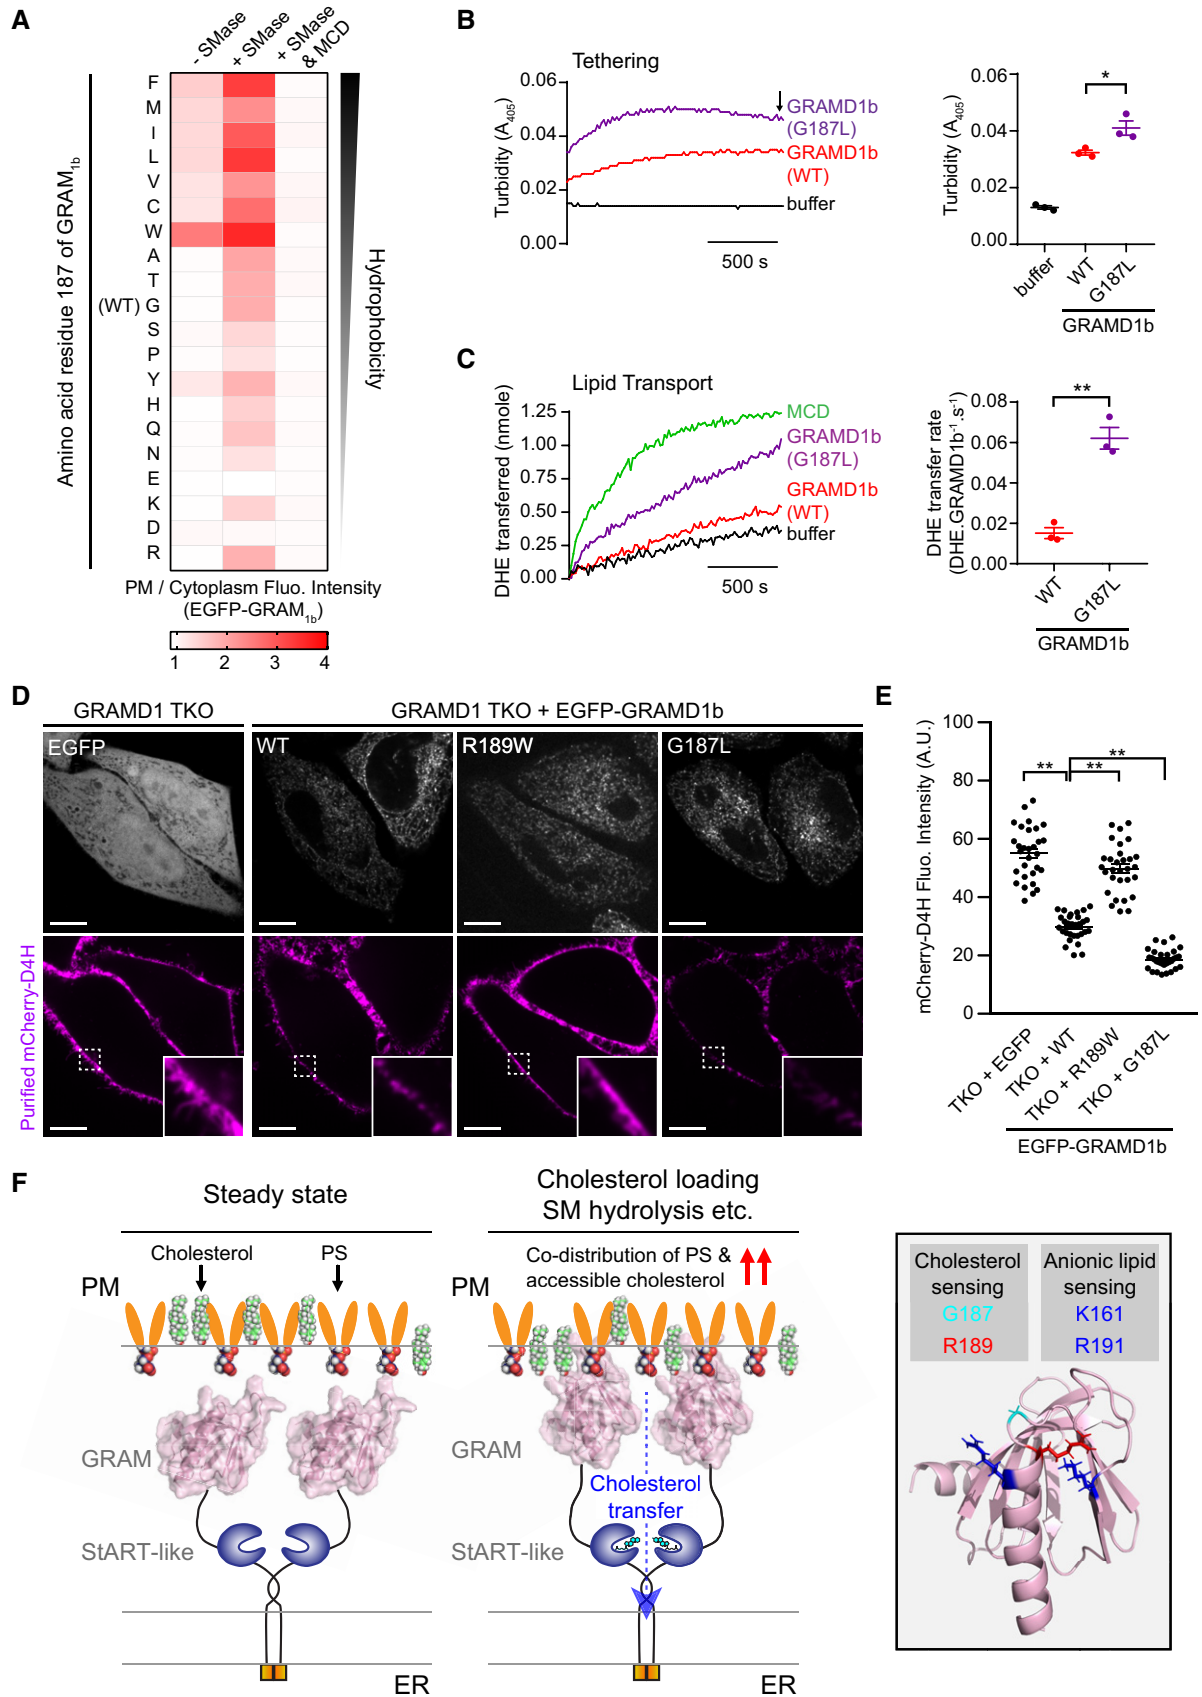 A
- SMase
+ SMase
+ SMase
& MCD
Amino acid residue 187 of GRAM1b
F
M
I
L
V
C
W
A
T
(WT) G
S
P
Y
H
Q
N
E
K
D
R
Hydrophobicity
PM / Cytoplasm Fluo. Intensity
(EGFP-GRAM1b)
1 2 3 4
B
Tethering
Turbidity (A405)
0.06
0.04
0.02
0.00
GRAMD1b
(G187L)
GRAMD1b
(WT)
buffer
500 s
Turbidity (A405)
0.06
0.04
0.02
0.00
*
buffer
WT
G187L
GRAMD1b
C
Lipid Transport
DHE transferred (nmole)
1.25
1.00
0.75
0.50
0.25
0.00
MCD
GRAMD1b
(G187L)
GRAMD1b
(WT)
buffer
500 s
DHE transfer rate
(DHE.GRAMD1b-1.s-1)
0.08
0.06
0.04
0.02
0.00
**
WT
G187L
GRAMD1b
D
GRAMD1 TKO
GRAMD1 TKO + EGFP-GRAMD1b
EGFP
WT
R189W
G187L
Purified mCherry-D4H
E
mCherry-D4H Fluo. Intensity (A.U.)
100
80
60
40
20
0
**
**
**
TKO + EGFP
TKO + WT
TKO + R189W
TKO + G187L
EGFP-GRAMD1b
F
Steady state
Cholesterol
PS
PM
GRAM
StART-like
ER
Cholesterol loading
SM hydrolysis etc.
Co-distribution of PS &
accessible cholesterol
PM
GRAM
Cholesterol
transfer
StART-like
ER
Cholesterol
sensing
G187
R189
Anionic lipid
sensing
K161
R191